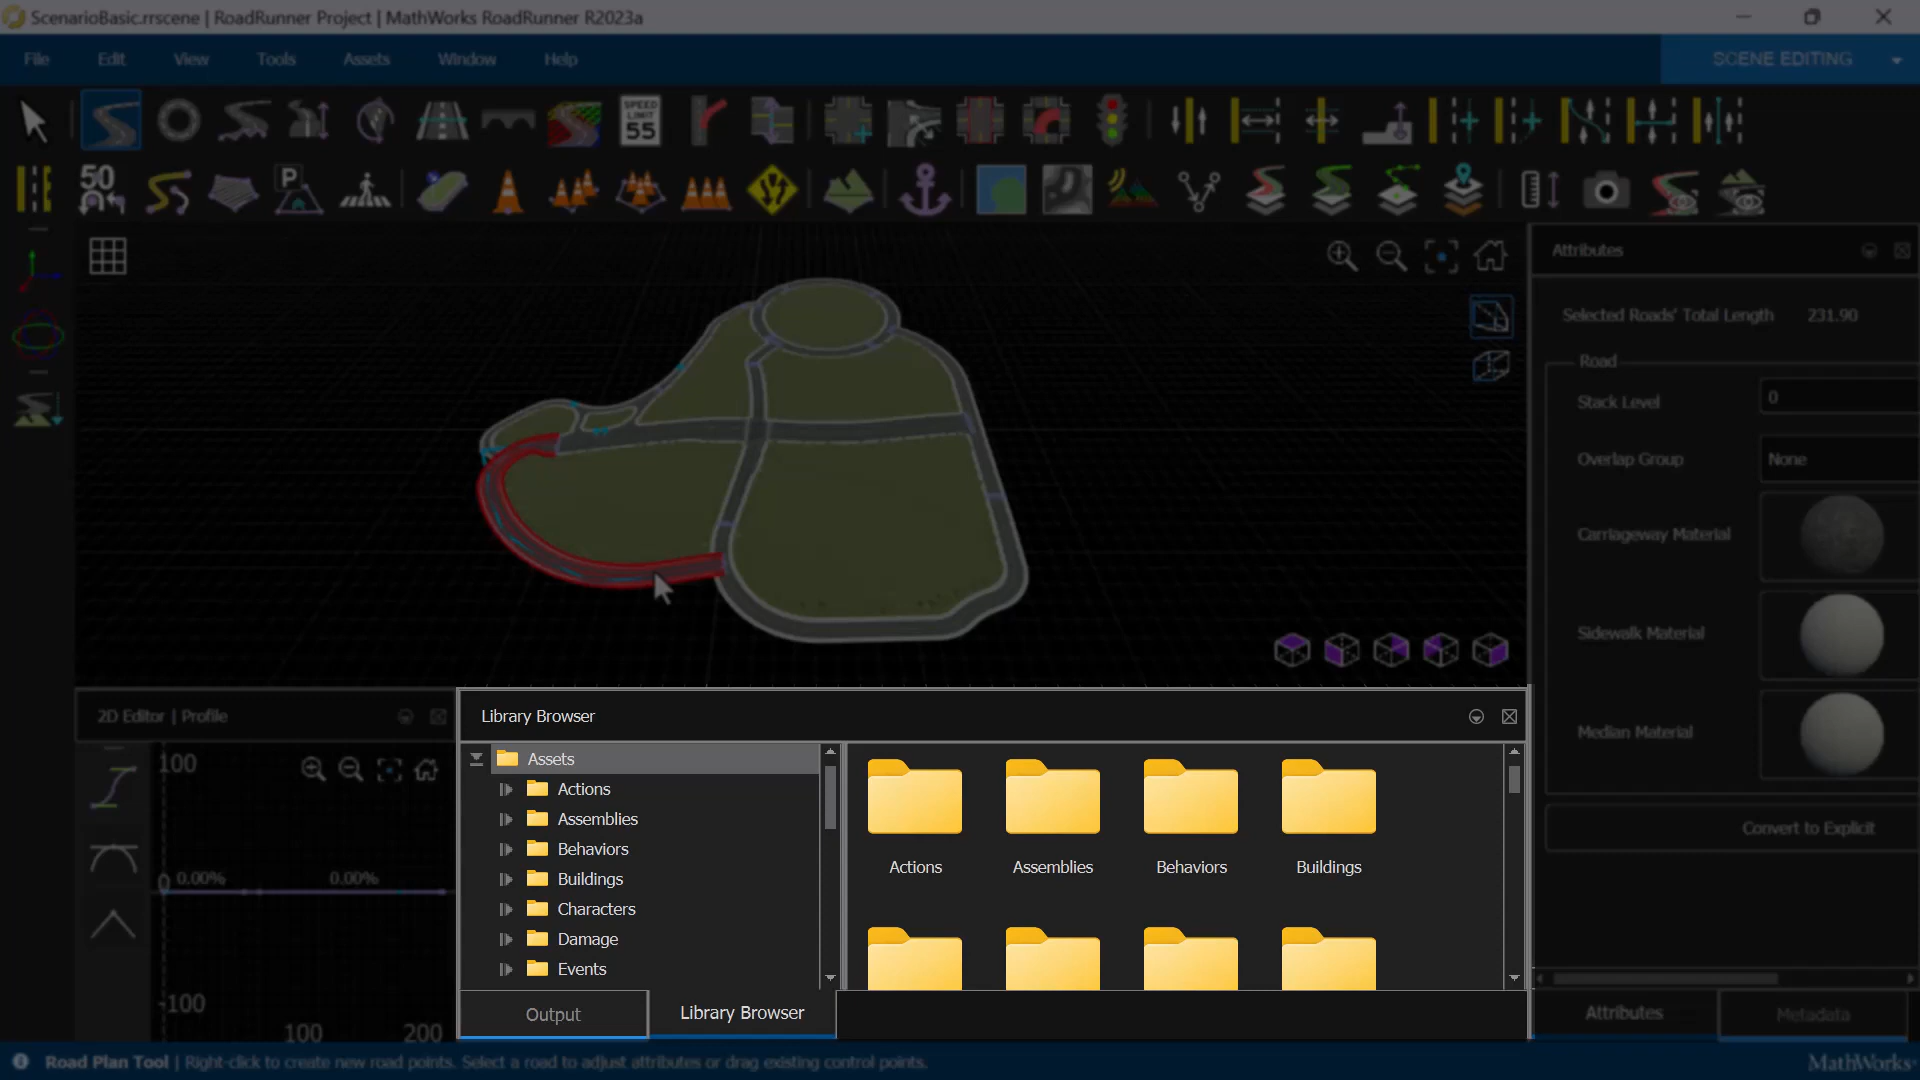 ScenarioBasic.rrscene | RoadRunner Project | MathWorks RoadRunner R2023a
File Edit View Tools Assets Window Help
SCENE EDITING
SPEED LIMIT 55
50
P
Attributes
Selected Roads' Total Length 231.90
Road
Stack Level 0
Overlap Group None
Carriageway Material
Sidewalk Material
Median Material
Convert to Explicit
2D Editor | Profile
100
0 0.00% 0.00%
-100
100 200
Library Browser
Assets
Actions
Assemblies
Behaviors
Buildings
Characters
Damage
Events
Actions Assemblies Behaviors Buildings
Output Library Browser
Attributes Metadata
Road Plan Tool | Right-click to create new road points. Select a road to adjust attributes or drag existing control points.
MathWorks